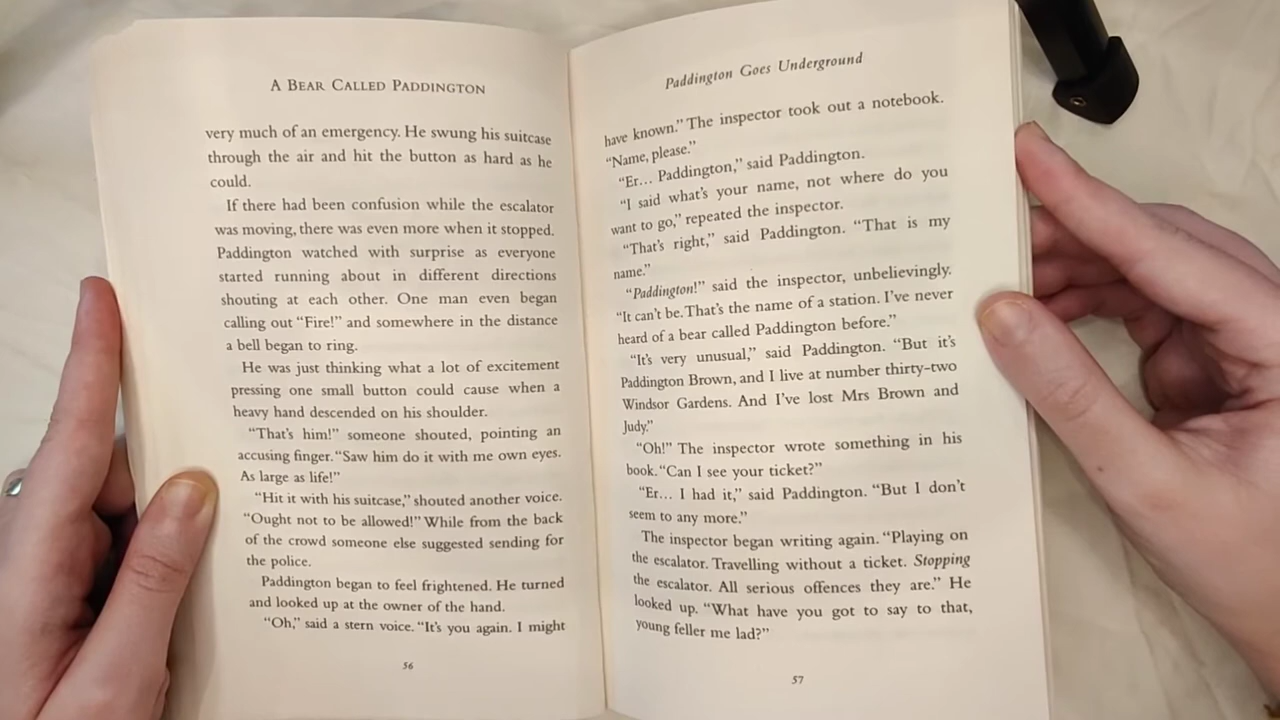 A BEAR CALLED PADDINGTON
very much of an emergency. He swung his suitcase
through the air and hit the button as hard as he
could.
If there had been confusion while the escalator
was moving, there was even more when it stopped.
Paddington watched with surprise as everyone
started running about in different directions
shouting at each other. One man even began
calling out “Fire!” and somewhere in the distance
a bell began to ring.
He was just thinking what a lot of excitement
pressing one small button could cause when a
heavy hand descended on his shoulder.
“That’s him!” someone shouted, pointing an
accusing finger. “Saw him do it with me own eyes.
As large as life!”
“Hit it with his suitcase,” shouted another voice.
“Ought not to be allowed!” While from the back
of the crowd someone else suggested sending for
the police.
Paddington began to feel frightened. He turned
and looked up at the owner of the hand.
“Oh,” said a stern voice. “It’s you again. I might
56
Paddington Goes Underground
have known.” The inspector took out a notebook.
“Name, please.”
“Er... Paddington,” said Paddington.
“I said what’s your name, not where do you
want to go,” repeated the inspector.
“That’s right,” said Paddington. “That is my
name.”
“Paddington!” said the inspector, unbelievingly.
“It can’t be. That’s the name of a station. I’ve never
heard of a bear called Paddington before.”
“It’s very unusual,” said Paddington. “But it’s
Paddington Brown, and I live at number thirty-two
Windsor Gardens. And I’ve lost Mrs Brown and
Judy.”
“Oh!” The inspector wrote something in his
book. “Can I see your ticket?”
“Er... I had it,” said Paddington. “But I don’t
seem to any more.”
The inspector began writing again. “Playing on
the escalator. Travelling without a ticket. Stopping
the escalator. All serious offences they are.” He
looked up. “What have you got to say to that,
young feller me lad?”
57